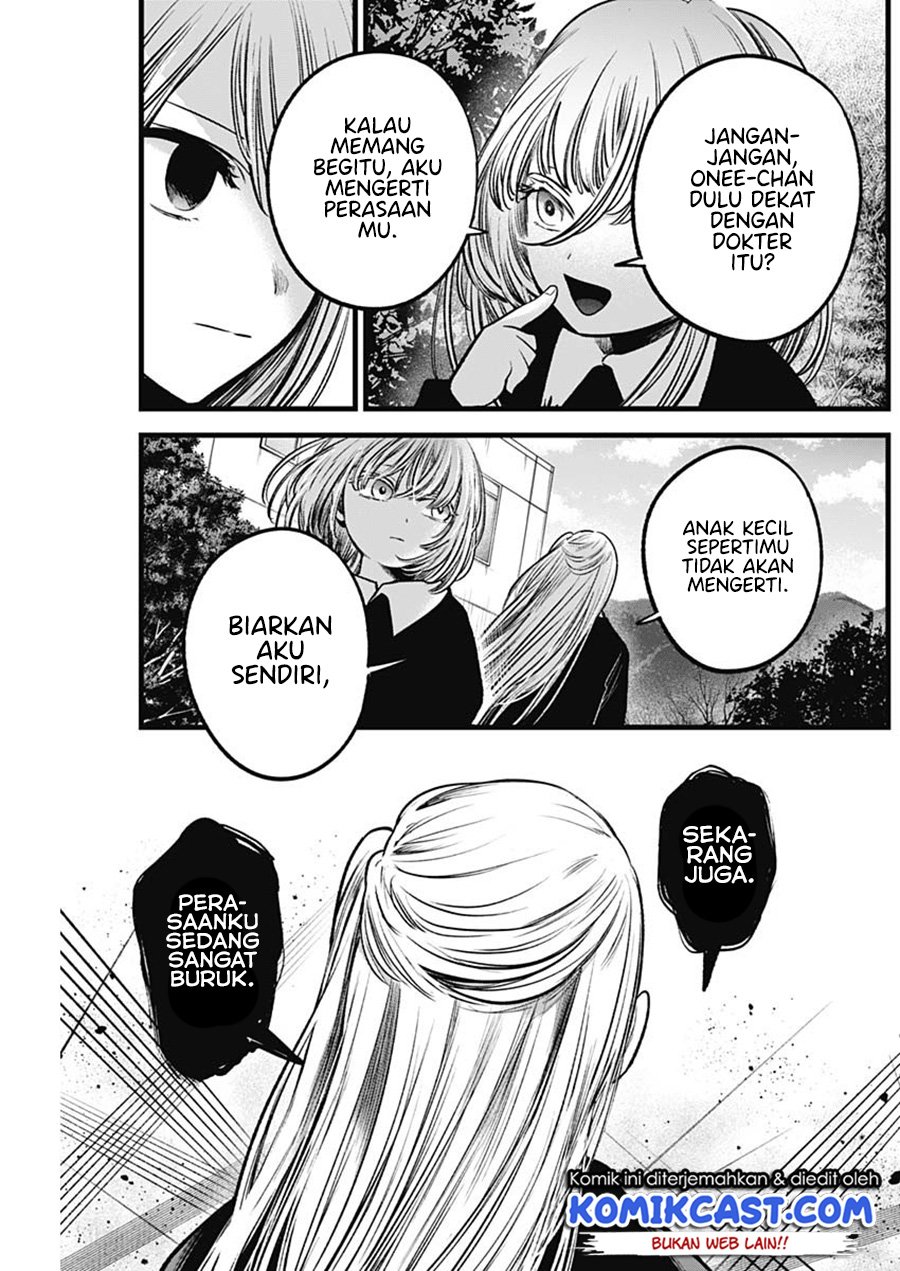 JANGAN-
JANGAN,
ONEE-CHAN
DULU DEKAT
DENGAN
DOKTER
ITU?
KALAU
MEMANG
BEGITU, AKU
MENGERTI
PERASAAN
MU.
ANAK KECIL
SEPERTIMU
TIDAK AKAN
MENGERTI.
BIARKAN
AKU
SENDIRI,
SEKA-
RANG
JUGA.
PERA-
SAANKU
SEDANG
SANGAT
BURUK.
Komik ini diterjemahkan & diedit oleh
KOMIKCAST.COM
BUKAN WEB LAIN!!